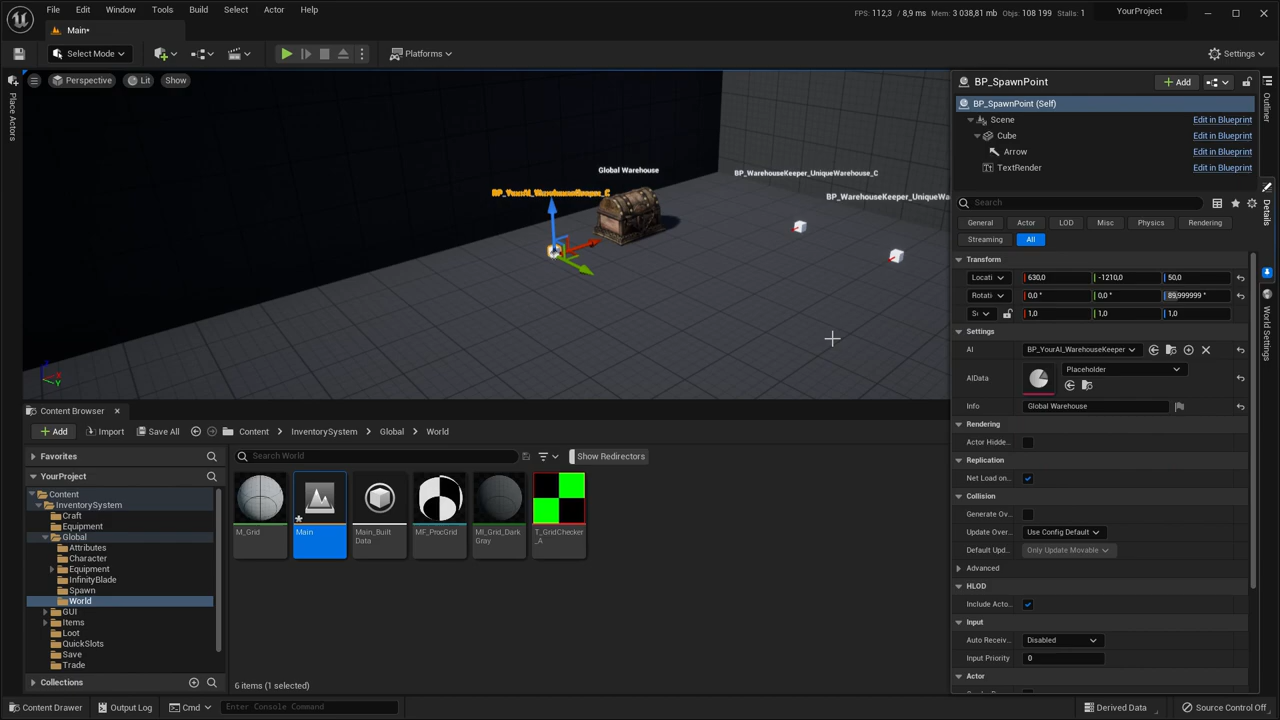 File Edit Window Tools Build Select Actor Help
FPS: 112,3 / 8,9 ms Mem: 3 038,81 mb Objs: 108 199 Stalls: 1
YourProject
Main*
Select Mode
Platforms
Settings
Place Actors
Perspective Lit Show
Global Warehouse
BP_WarehouseKeeper_UniqueWarehouse_C
BP_YourAI_WarehouseKeeper_C
BP_WarehouseKeeper_UniqueWa
BP_SpawnPoint
Add
BP_SpawnPoint (Self)
Scene Edit in Blueprint
Cube Edit in Blueprint
Arrow Edit in Blueprint
TextRender Edit in Blueprint
Search
General Actor LOD Misc Physics Rendering
Streaming All
Transform
Locati 630,0 -1210,0 50,0
Rotati 0,0 ° 0,0 ° 89,999999 °
S 1,0 1,0 1,0
Settings
AI BP_YourAI_WarehouseKeeper
AIData Placeholder
Info Global Warehouse
Rendering
Actor Hidde...
Replication
Net Load on...
Collision
Generate Ov...
Update Over... Use Config Default
Default Upd... Only Update Movable
Advanced
HLOD
Include Acto...
Input
Auto Receiv... Disabled
Input Priority 0
Actor
Outliner
Details
World Settings
Content Browser
Add Import Save All Content InventorySystem Global World
Favorites
Search World
Show Redirectors
YourProject
Content
InventorySystem
Craft
Equipment
Global
Attributes
Character
Equipment
InfinityBlade
Spawn
World
GUI
Items
Loot
QuickSlots
Save
Trade
Collections
M_Grid
Main
Main_Built
Data
MF_ProcGrid
MI_Grid_Dark
Gray
T_GridChecker
_A
6 items (1 selected)
Content Drawer Output Log Cmd Enter Console Command
Derived Data Source Control Off